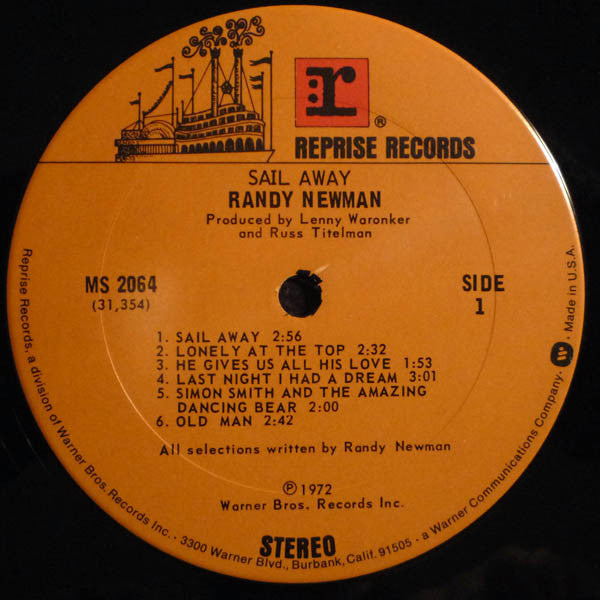 r
®
REPRISE RECORDS
SAIL AWAY
RANDY NEWMAN
Produced by Lenny Waronker
and Russ Titelman
MS 2064
(31,354)
SIDE
1
1. SAIL AWAY 2:56
2. LONELY AT THE TOP 2:32
3. HE GIVES US ALL HIS LOVE 1:53
4. LAST NIGHT I HAD A DREAM 3:01
5. SIMON SMITH AND THE AMAZING
DANCING BEAR 2:00
6. OLD MAN 2:42
All selections written by Randy Newman
℗ 1972
Warner Bros. Records Inc.
STEREO
Reprise Records, a division of Warner Bros. Records Inc. · 3300 Warner Blvd., Burbank, Calif. 91505 · a Warner Communications Company. · Made in U.S.A.